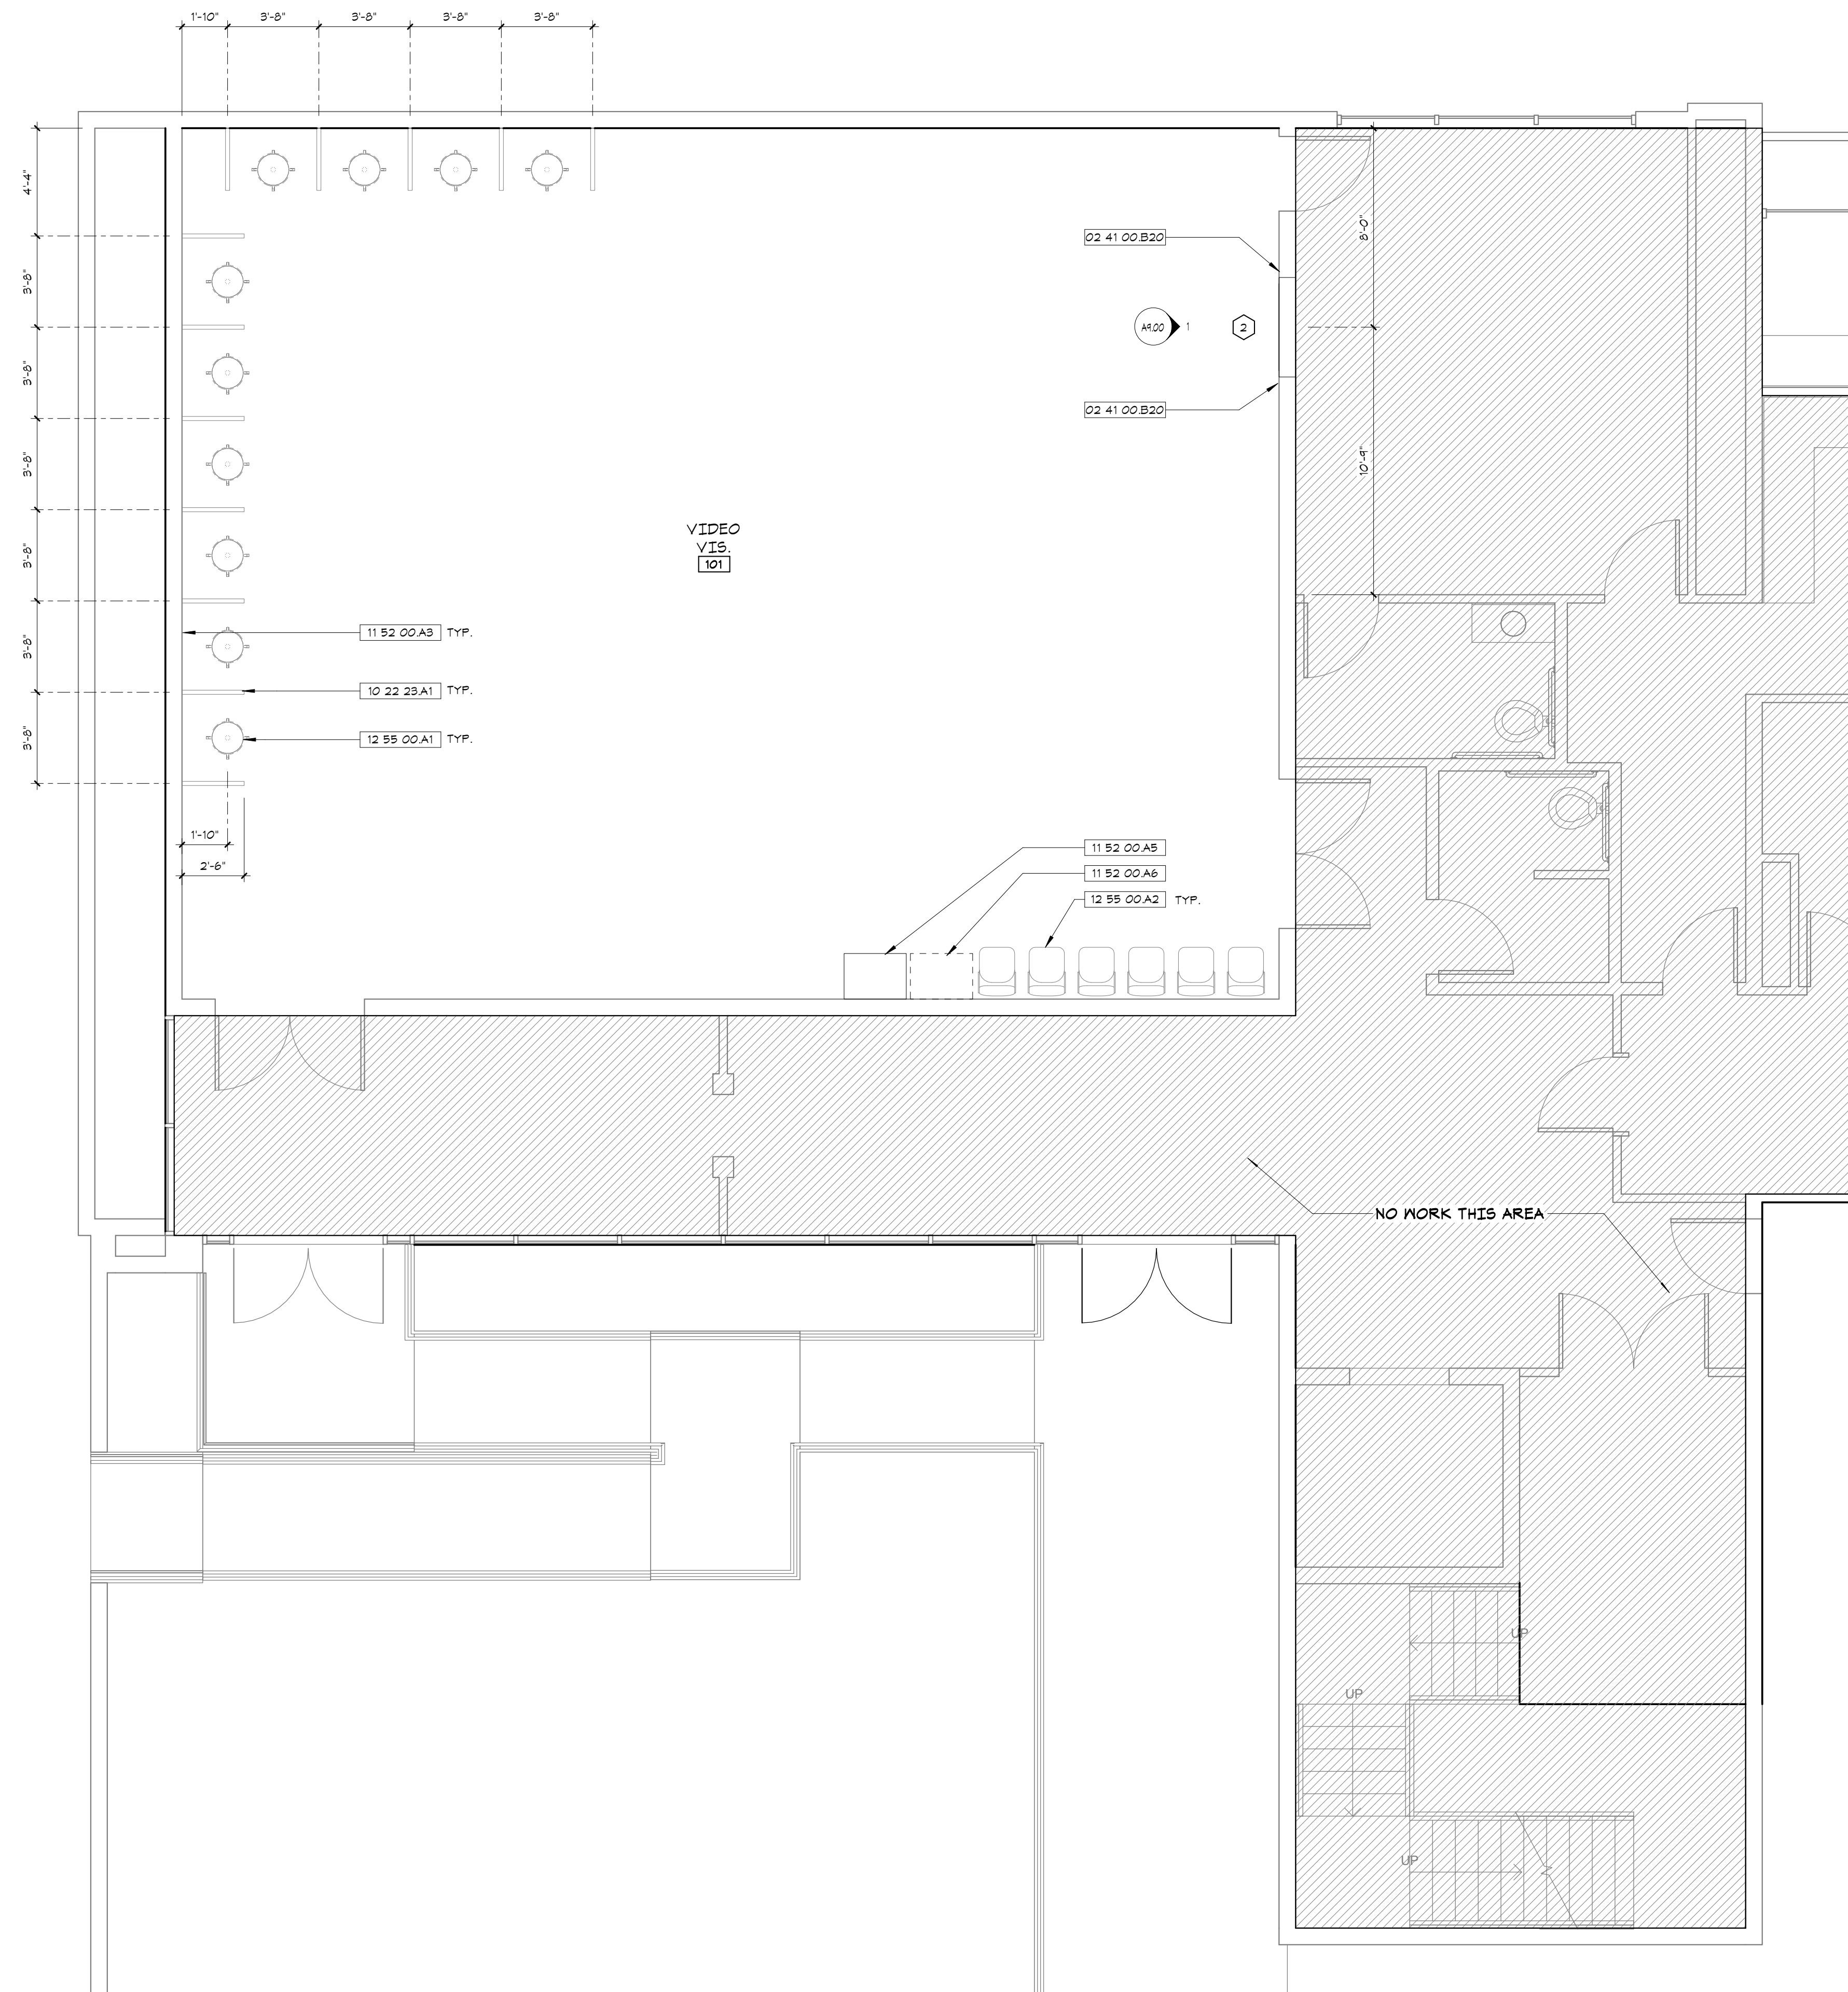 1'-10" 3'-8" 3'-8" 3'-8" 3'-8"
4'-4"
3'-8"
3'-8"
3'-8"
3'-8"
3'-8"
3'-8"
02 41 00.B20
8'-0"
A9.00 1 2
02 41 00.B20
10'-9"
VIDEO
VIS.
101
11 52 00.A3 TYP.
10 22 23.A1 TYP.
12 55 00.A1 TYP.
1'-10"
2'-6"
11 52 00.A5
11 52 00.A6
12 55 00.A2 TYP.
NO WORK THIS AREA
UP
UP
UP